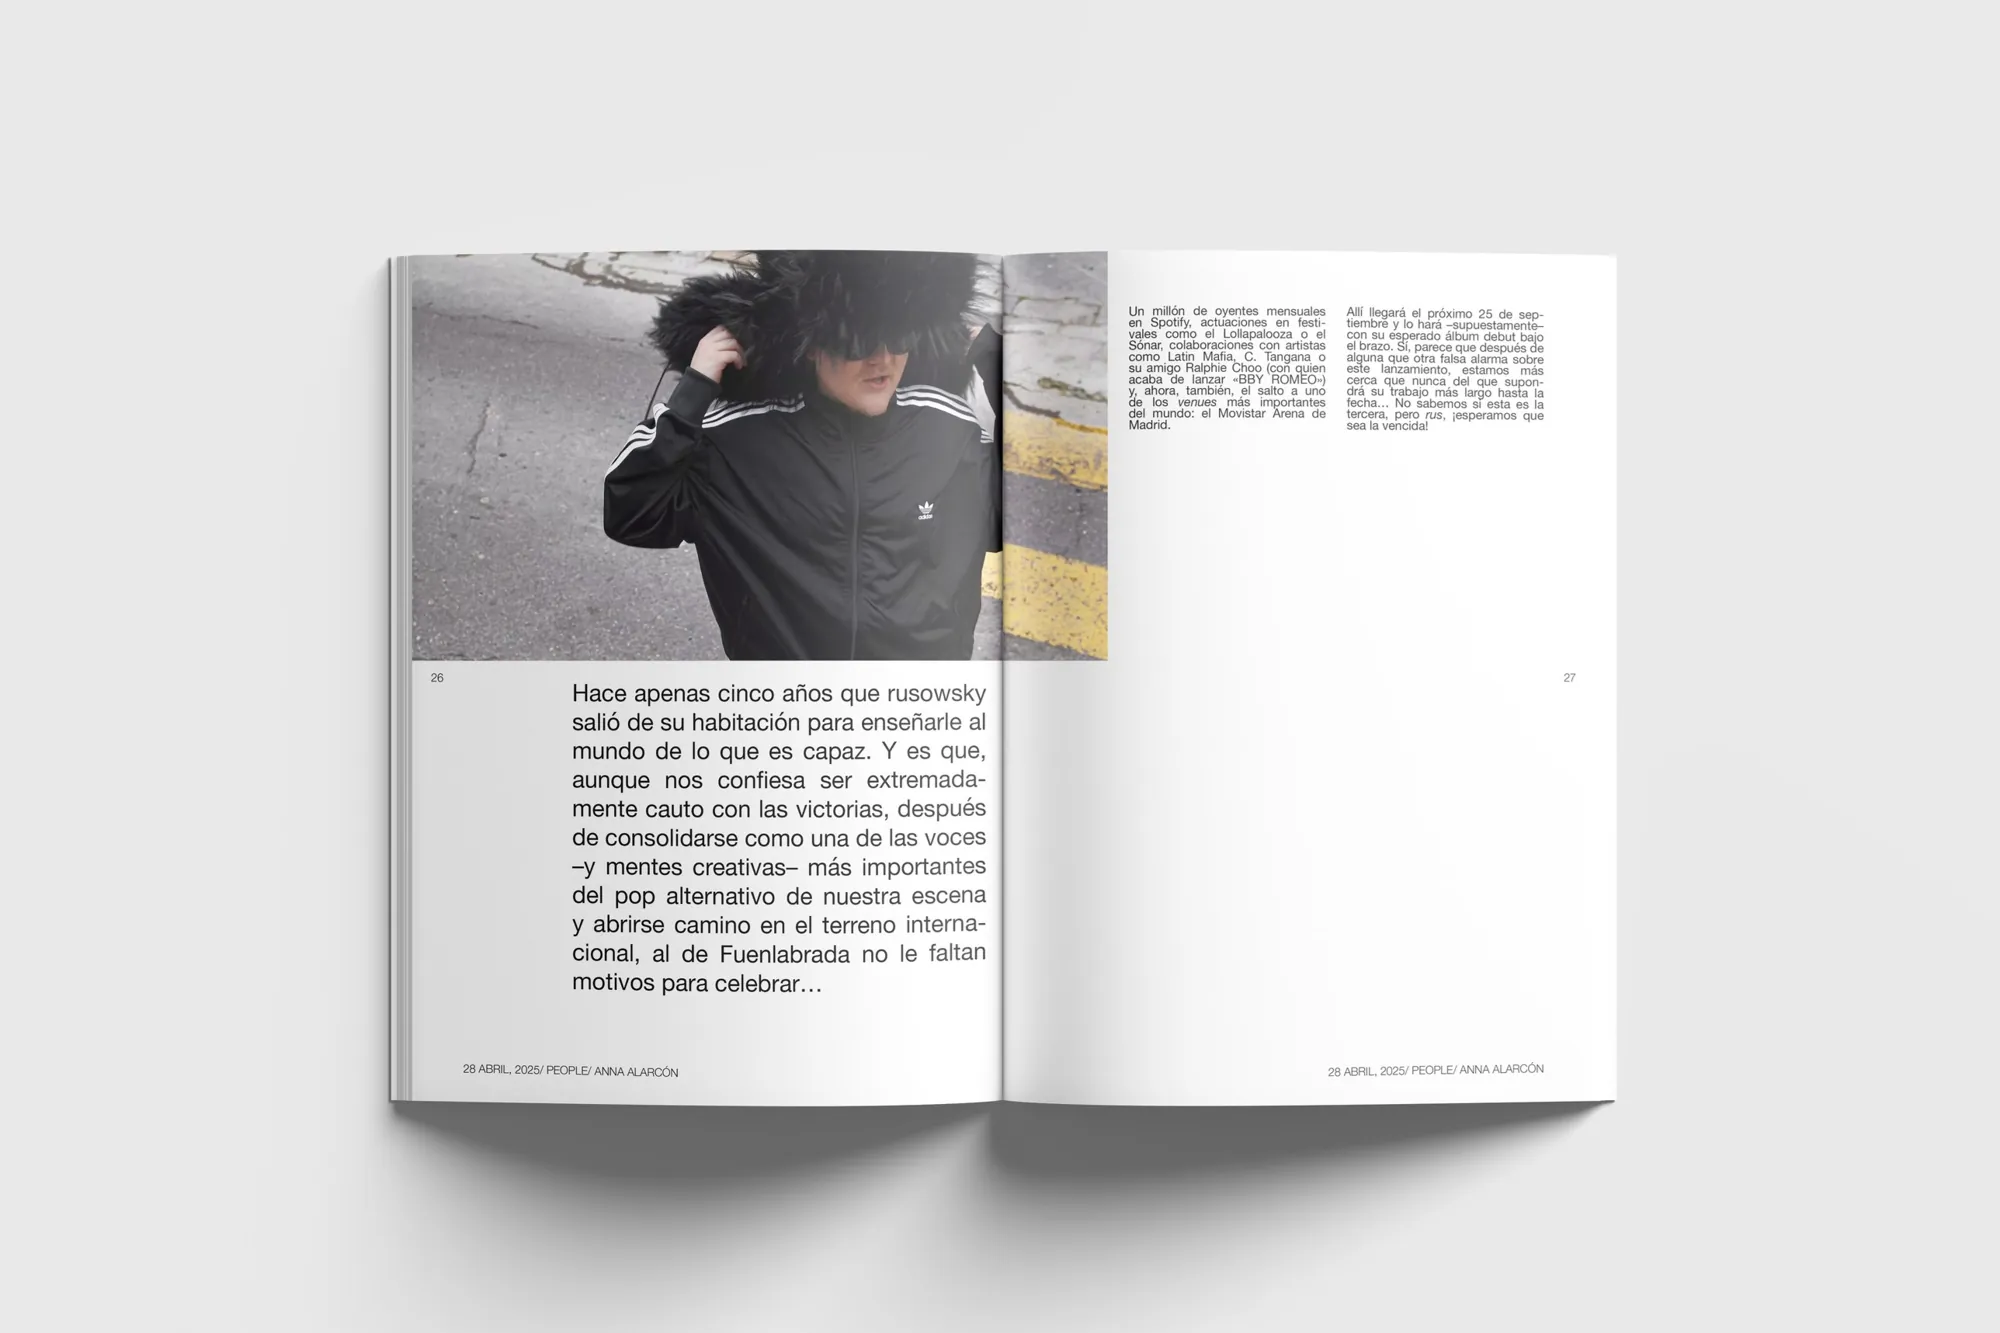 adidas
26
Hace apenas cinco años que rusowsky
salió de su habitación para enseñarle al
mundo de lo que es capaz. Y es que,
aunque nos confiesa ser extremada-
mente cauto con las victorias, después
de consolidarse como una de las voces
–y mentes creativas– más importantes
del pop alternativo de nuestra escena
y abrirse camino en el terreno interna-
cional, al de Fuenlabrada no le faltan
motivos para celebrar…
28 ABRIL, 2025/ PEOPLE/ ANNA ALARCÓN
Un millón de oyentes mensuales
en Spotify, actuaciones en festi-
vales como el Lollapalooza o el
Sónar, colaboraciones con artistas
como Latin Mafia, C. Tangana o
su amigo Ralphie Choo (con quien
acaba de lanzar «BBY ROMEO»)
y, ahora, también, el salto a uno
de los venues más importantes
del mundo: el Movistar Arena de
Madrid.
Allí llegará el próximo 25 de sep-
tiembre y lo hará –supuestamente–
con su esperado álbum debut bajo
el brazo. Sí, parece que después de
alguna que otra falsa alarma sobre
este lanzamiento, estamos más
cerca que nunca del que supon-
drá su trabajo más largo hasta la
fecha… No sabemos si esta es la
tercera, pero rus, ¡esperamos que
sea la vencida!
27
28 ABRIL, 2025/ PEOPLE/ ANNA ALARCÓN